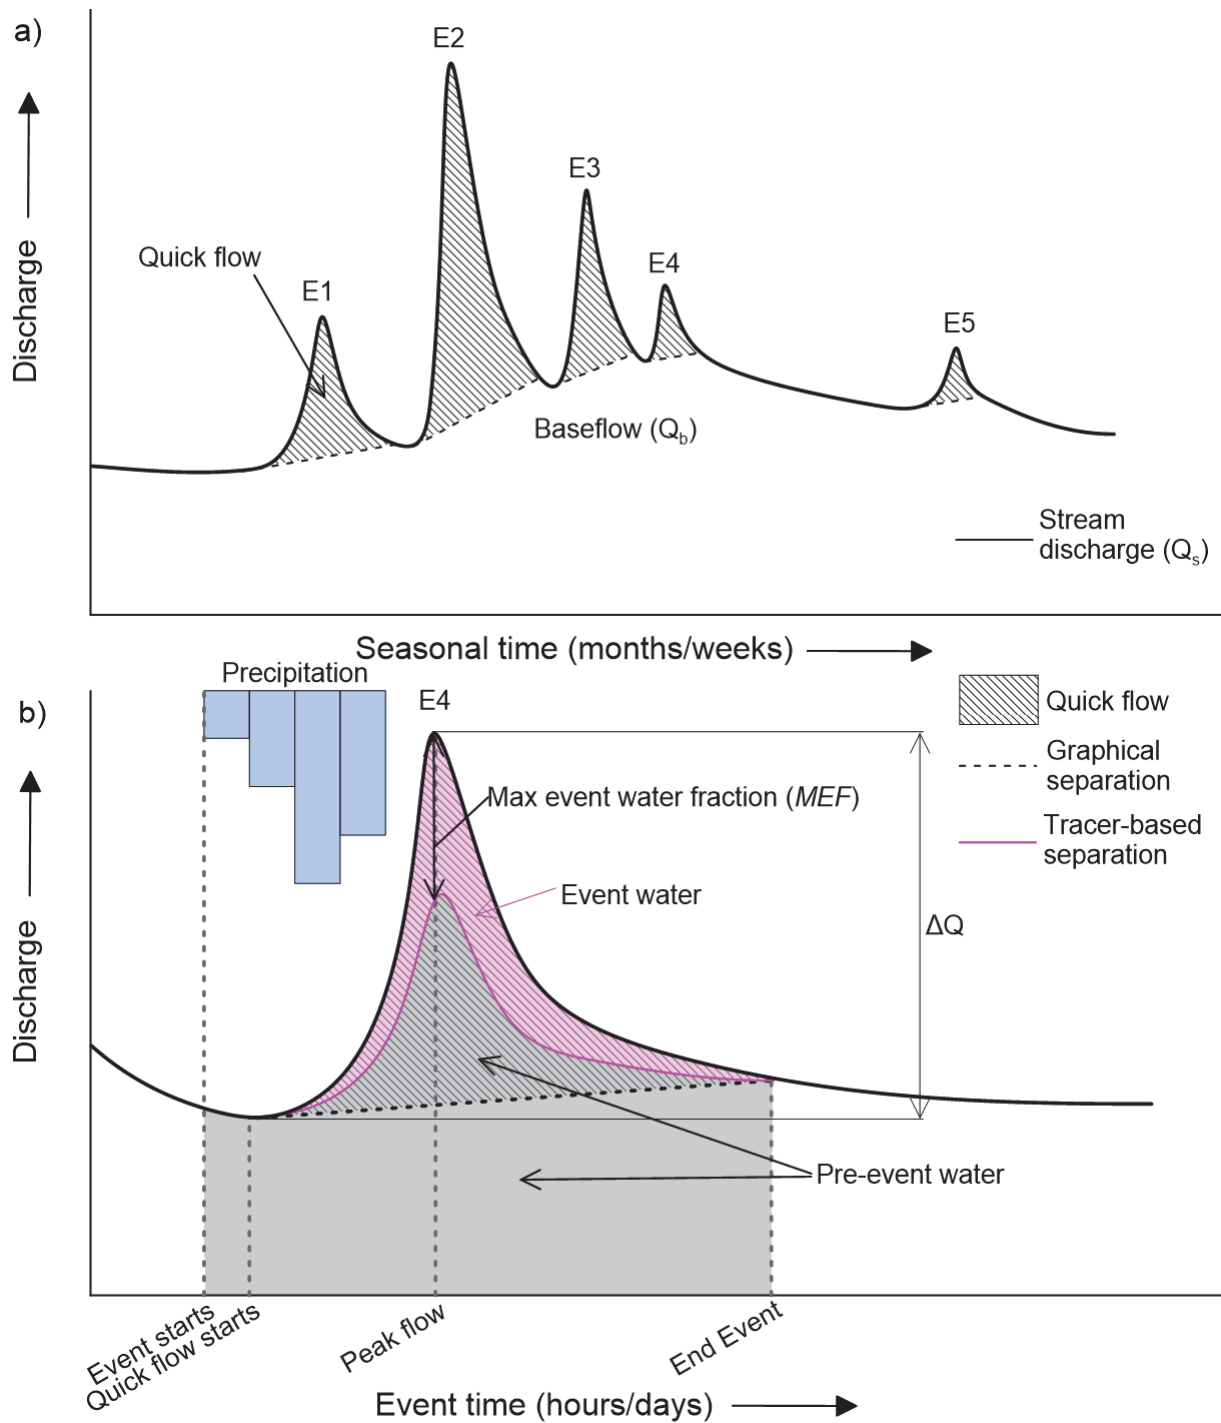 a)
E2
E3
Quick flow
E4
E1
E5
Discharge
Baseflow (Qb)
Stream
discharge (Qs)
Seasonal time (months/weeks)
b)
Precipitation
E4
Quick flow
Graphical
separation
Max event water fraction (MEF)
Tracer-based
separation
Event water
ΔQ
Discharge
Pre-event water
Event starts
Quick flow starts
Peak flow
End Event
Event time (hours/days)